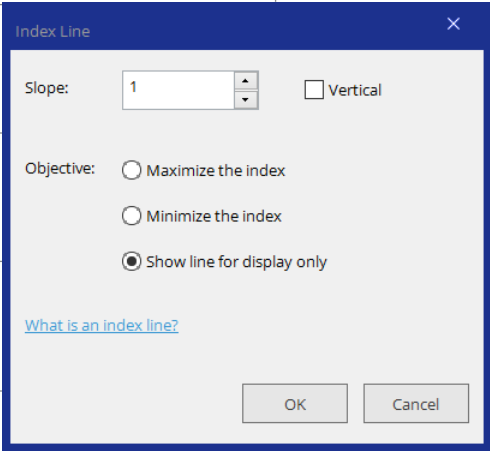 Index Line
Slope: 1 Vertical
Objective: Maximize the index
Minimize the index
Show line for display only
What is an index line?
OK Cancel